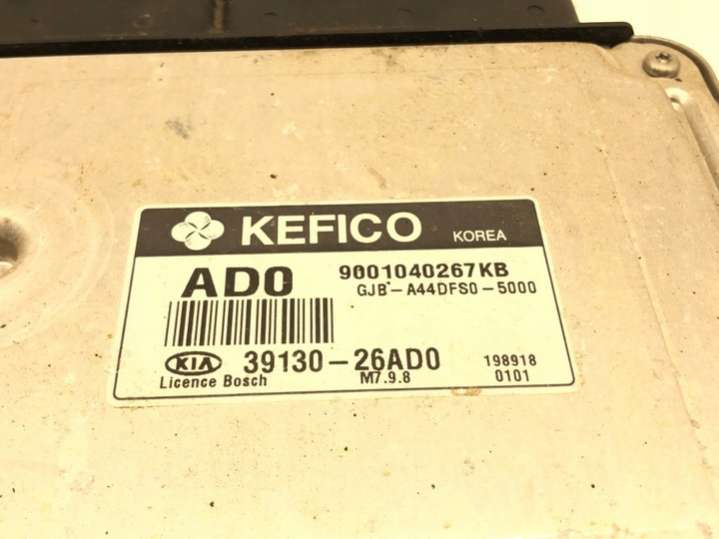 KEFICO KOREA
AD0 9001040267KB
GJB-A44DFS0-5000
KIA 39130-26AD0 198918
Licence Bosch M7.9.8 0101